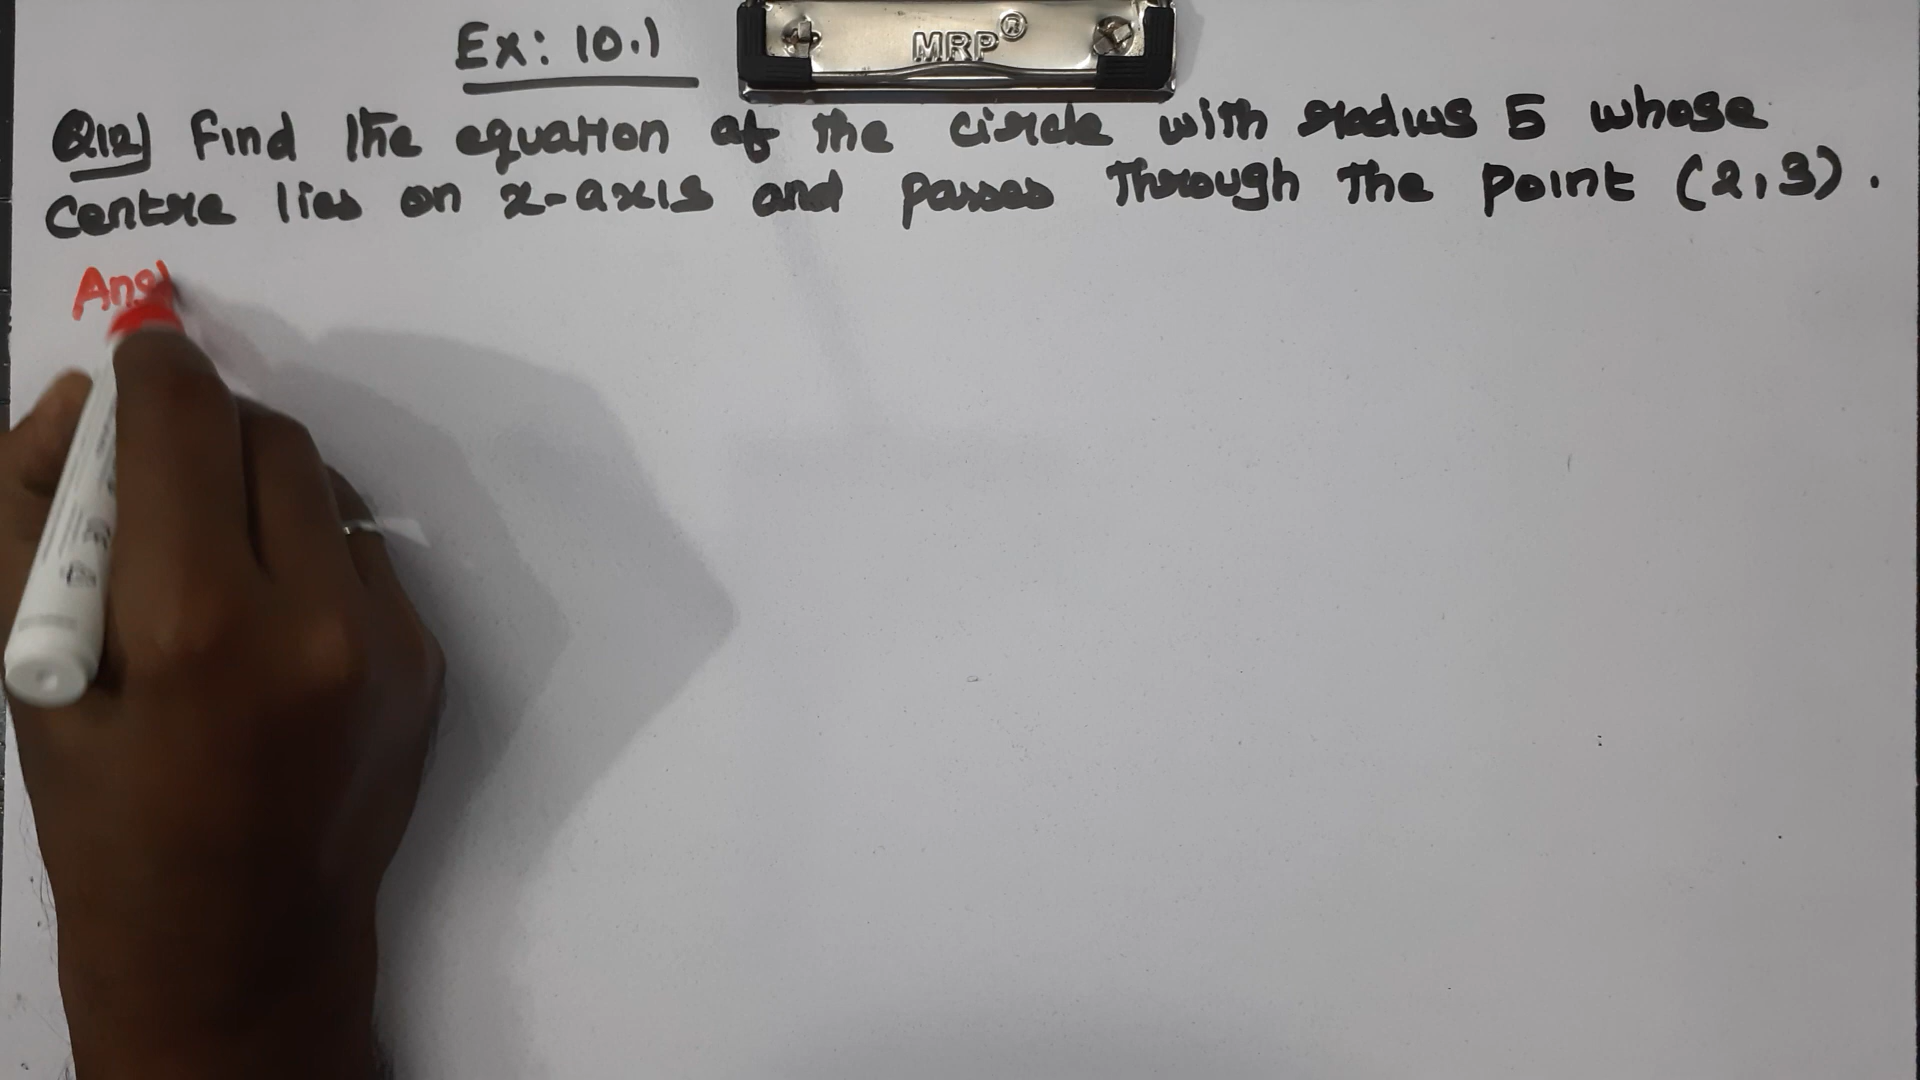 Ex: 10.1
MRP®
Q12) Find the equation of the circle with radius 5 whose
centre lies on x-axis and passes through the point (2,3).
Ans)